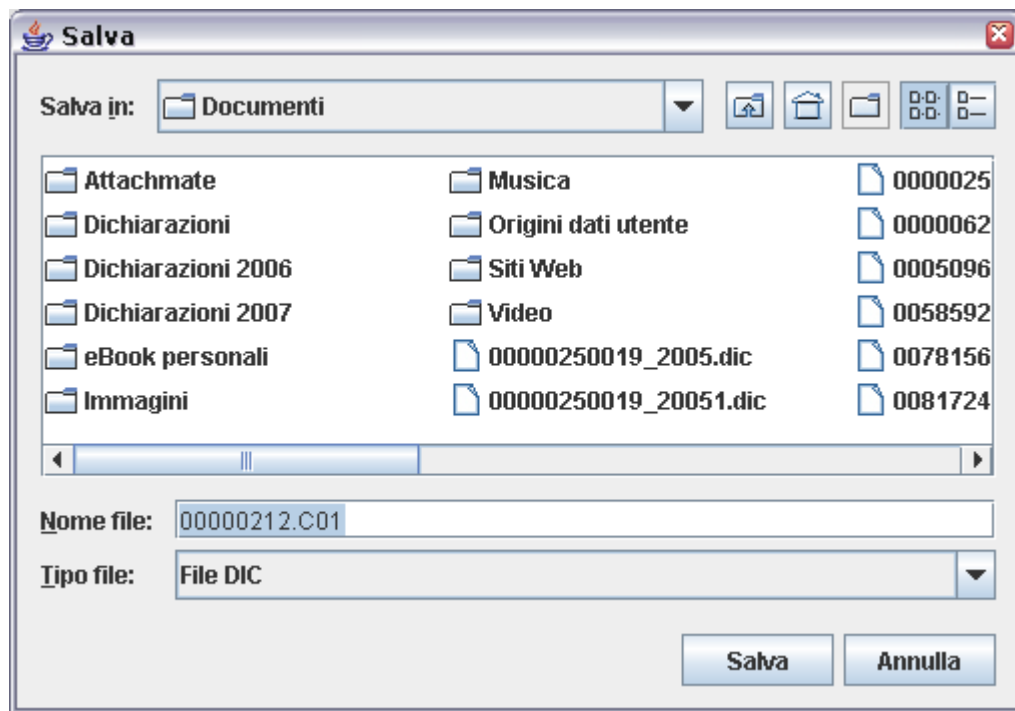 Salva
Salva in: Documenti
Attachmate
Dichiarazioni
Dichiarazioni 2006
Dichiarazioni 2007
eBook personali
Immagini
Musica
Origini dati utente
Siti Web
Video
00000250019_2005.dic
00000250019_20051.dic
0000025
0000062
0005096
0058592
0078156
0081724
Nome file: 00000212.C01
Tipo file: File DIC
Salva Annulla